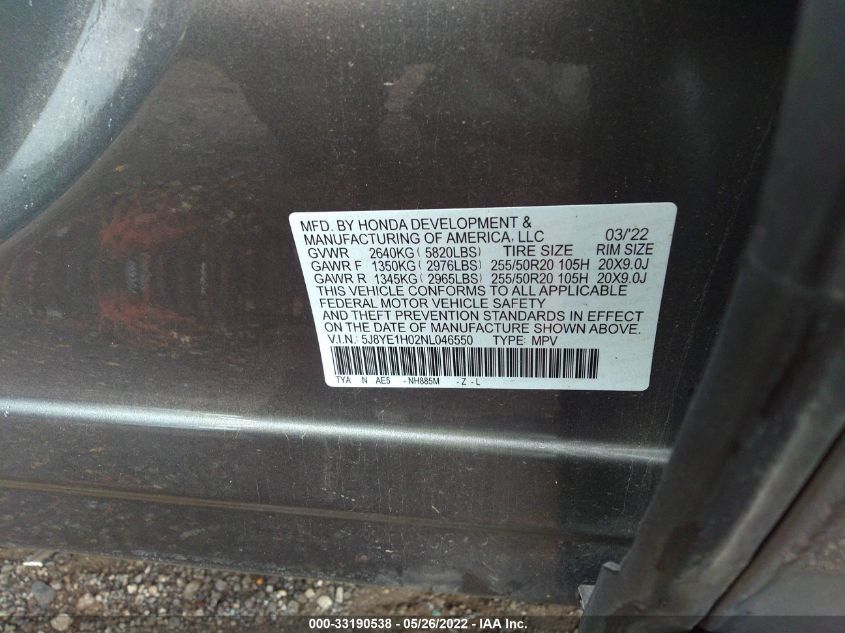 MFD. BY HONDA DEVELOPMENT &
MANUFACTURING OF AMERICA, LLC 03/'22
GVWR 2640KG ( 5820LBS) TIRE SIZE RIM SIZE
GAWR F 1350KG ( 2976LBS) 255/50R20 105H 20X9.0J
GAWR R 1345KG ( 2965LBS) 255/50R20 105H 20X9.0J
THIS VEHICLE CONFORMS TO ALL APPLICABLE
FEDERAL MOTOR VEHICLE SAFETY
AND THEFT PREVENTION STANDARDS IN EFFECT
ON THE DATE OF MANUFACTURE SHOWN ABOVE.
V.I.N.: 5J8YE1H02NL046550 TYPE: MPV
TYA N AE5 - NH885M - Z - L
000-33190538 - 05/26/2022 - IAA Inc.